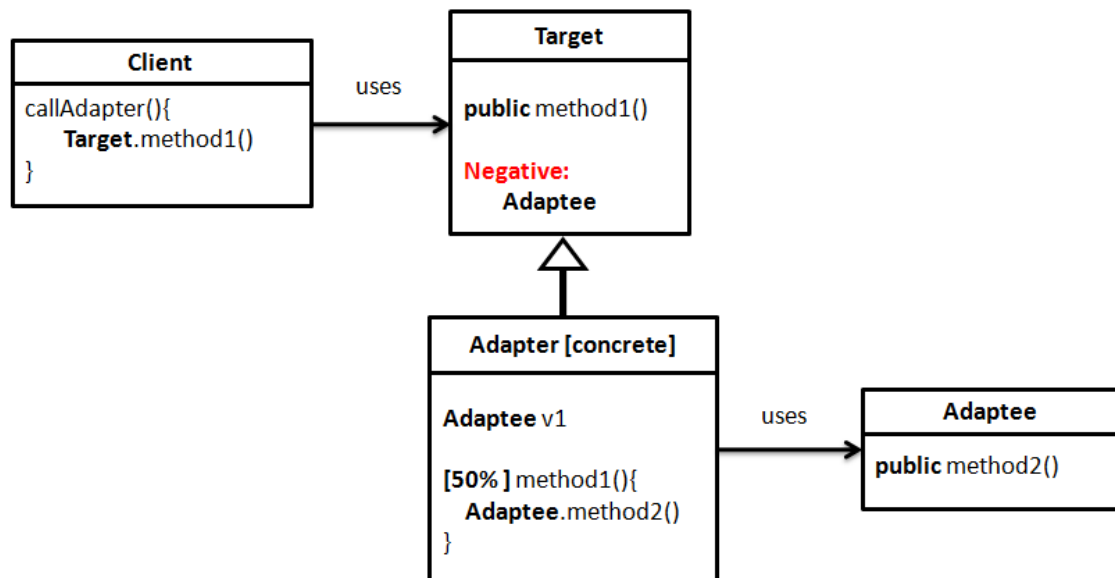 Client
callAdapter(){
Target.method1()
}
uses
Target
public method1()
Negative:
Adaptee
Adapter [concrete]
Adaptee v1
[50% ] method1(){
Adaptee.method2()
}
uses
Adaptee
public method2()